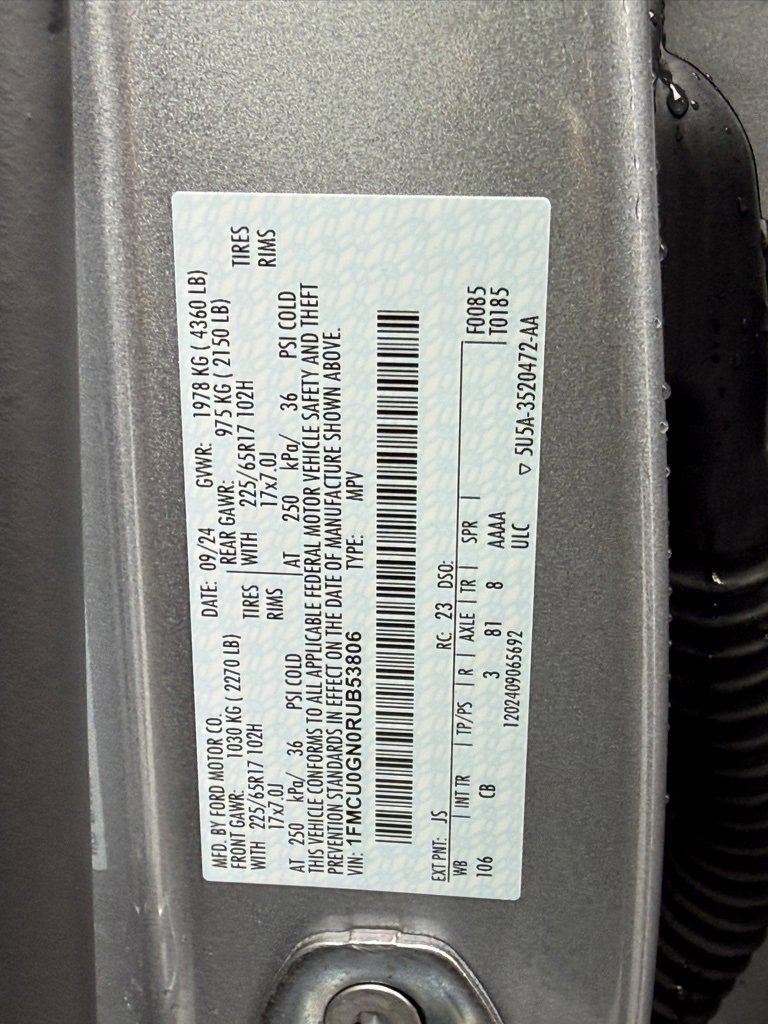 MFD. BY FORD MOTOR CO. DATE: 09/24 GVWR: 1978 KG ( 4360 LB)
FRONT GAWR: 1030 KG ( 2270 LB) REAR GAWR: 975 KG ( 2150 LB)
WITH 225/65R17 102H TIRES WITH 225/65R17 102H TIRES
17x7.0J RIMS 17x7.0J RIMS
AT 250 kPa/ 36 PSI COLD AT 250 kPa/ 36 PSI COLD
THIS VEHICLE CONFORMS TO ALL APPLICABLE FEDERAL MOTOR VEHICLE SAFETY AND THEFT
PREVENTION STANDARDS IN EFFECT ON THE DATE OF MANUFACTURE SHOWN ABOVE.
VIN: 1FMCU0GN0RUB53806 TYPE: MPV
EXT PNT: JS RC: 23 DSO: F0085
WB | INT TR | TP/PS | R | AXLE | TR | SPR | T0185
106 CB 3 81 8 AAAA
1202409065692 ULC ▽ 5U5A-3520472-AA